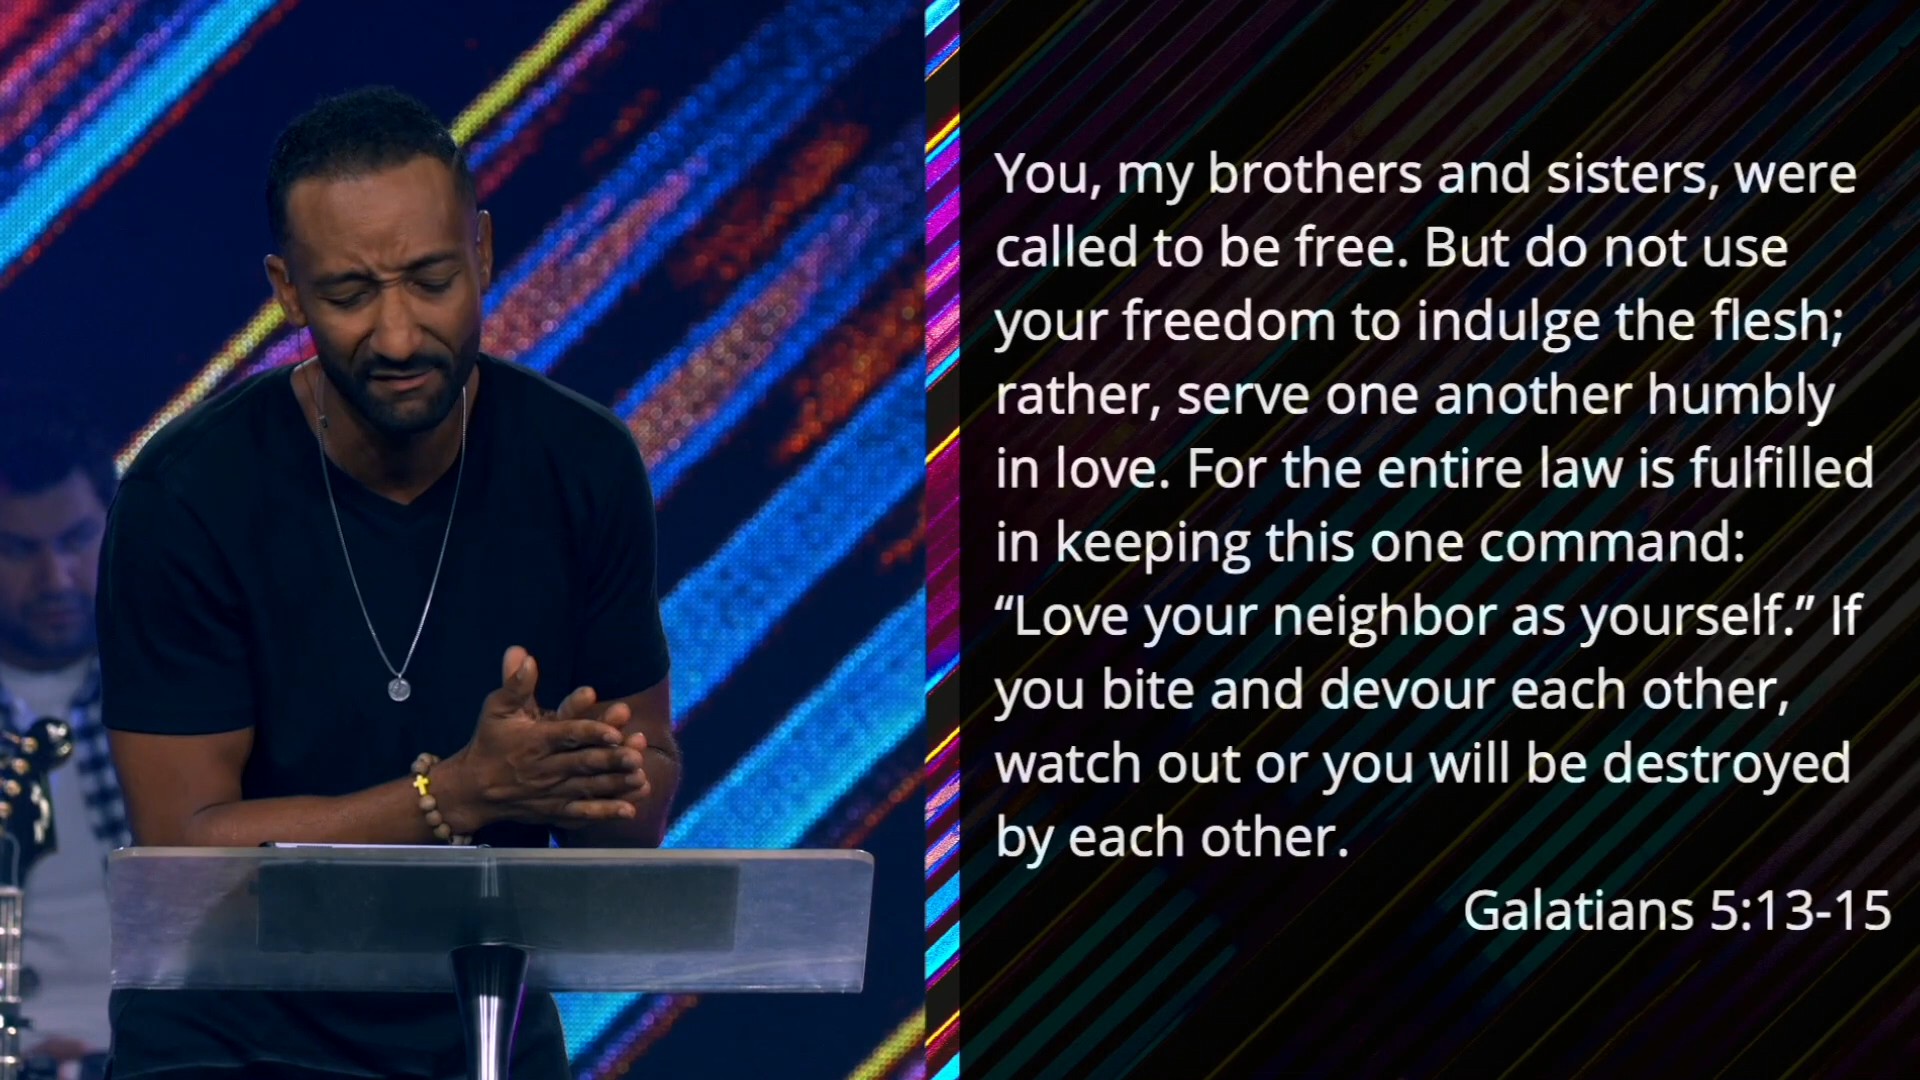 You, my brothers and sisters, were
called to be free. But do not use
your freedom to indulge the flesh;
rather, serve one another humbly
in love. For the entire law is fulfilled
in keeping this one command:
“Love your neighbor as yourself.” If
you bite and devour each other,
watch out or you will be destroyed
by each other.
Galatians 5:13-15